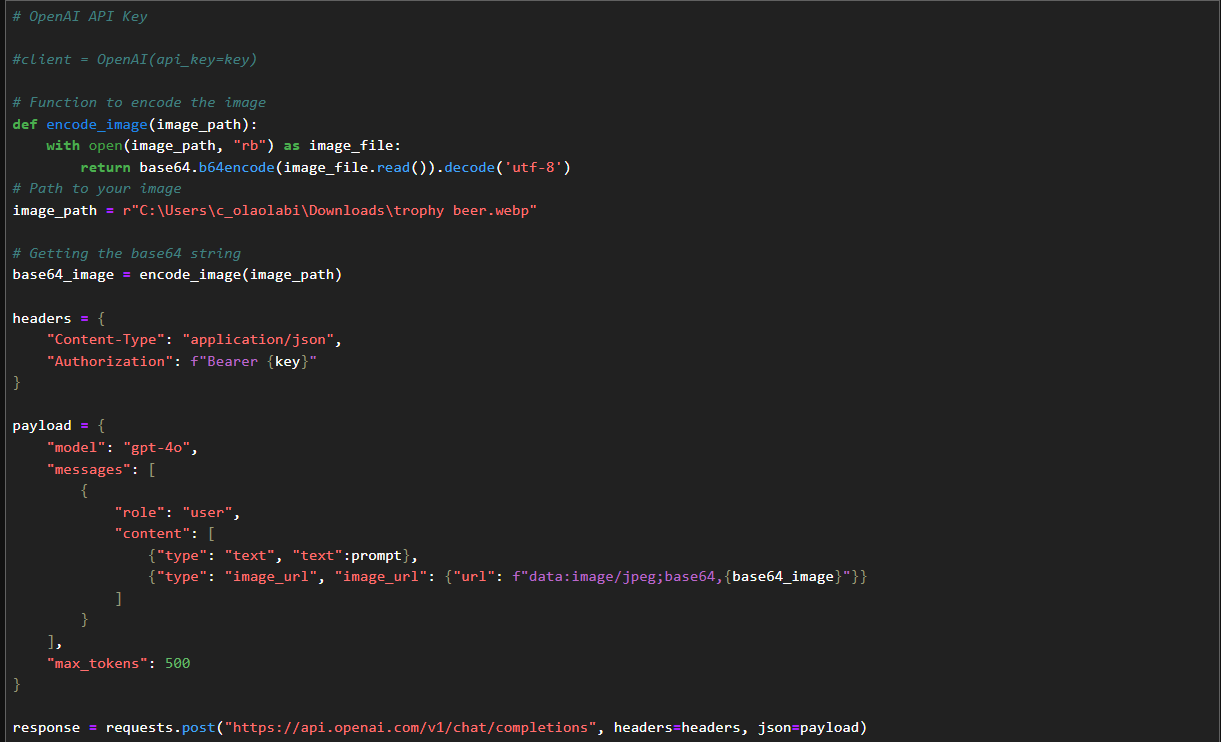 # OpenAI API Key
#client = OpenAI(api_key=key)
# Function to encode the image
def encode_image(image_path):
    with open(image_path, "rb") as image_file:
        return base64.b64encode(image_file.read()).decode('utf-8')
# Path to your image
image_path = r"C:\Users\c_olaolabi\Downloads\trophy beer.webp"
# Getting the base64 string
base64_image = encode_image(image_path)
headers = {
    "Content-Type": "application/json",
    "Authorization": f"Bearer {key}"
}
payload = {
    "model": "gpt-4o",
    "messages": [
        {
            "role": "user",
            "content": [
                {"type": "text", "text":prompt},
                {"type": "image_url", "image_url": {"url": f"data:image/jpeg;base64,{base64_image}"}}
            ]
        }
    ],
    "max_tokens": 500
}
response = requests.post("https://api.openai.com/v1/chat/completions", headers=headers, json=payload)